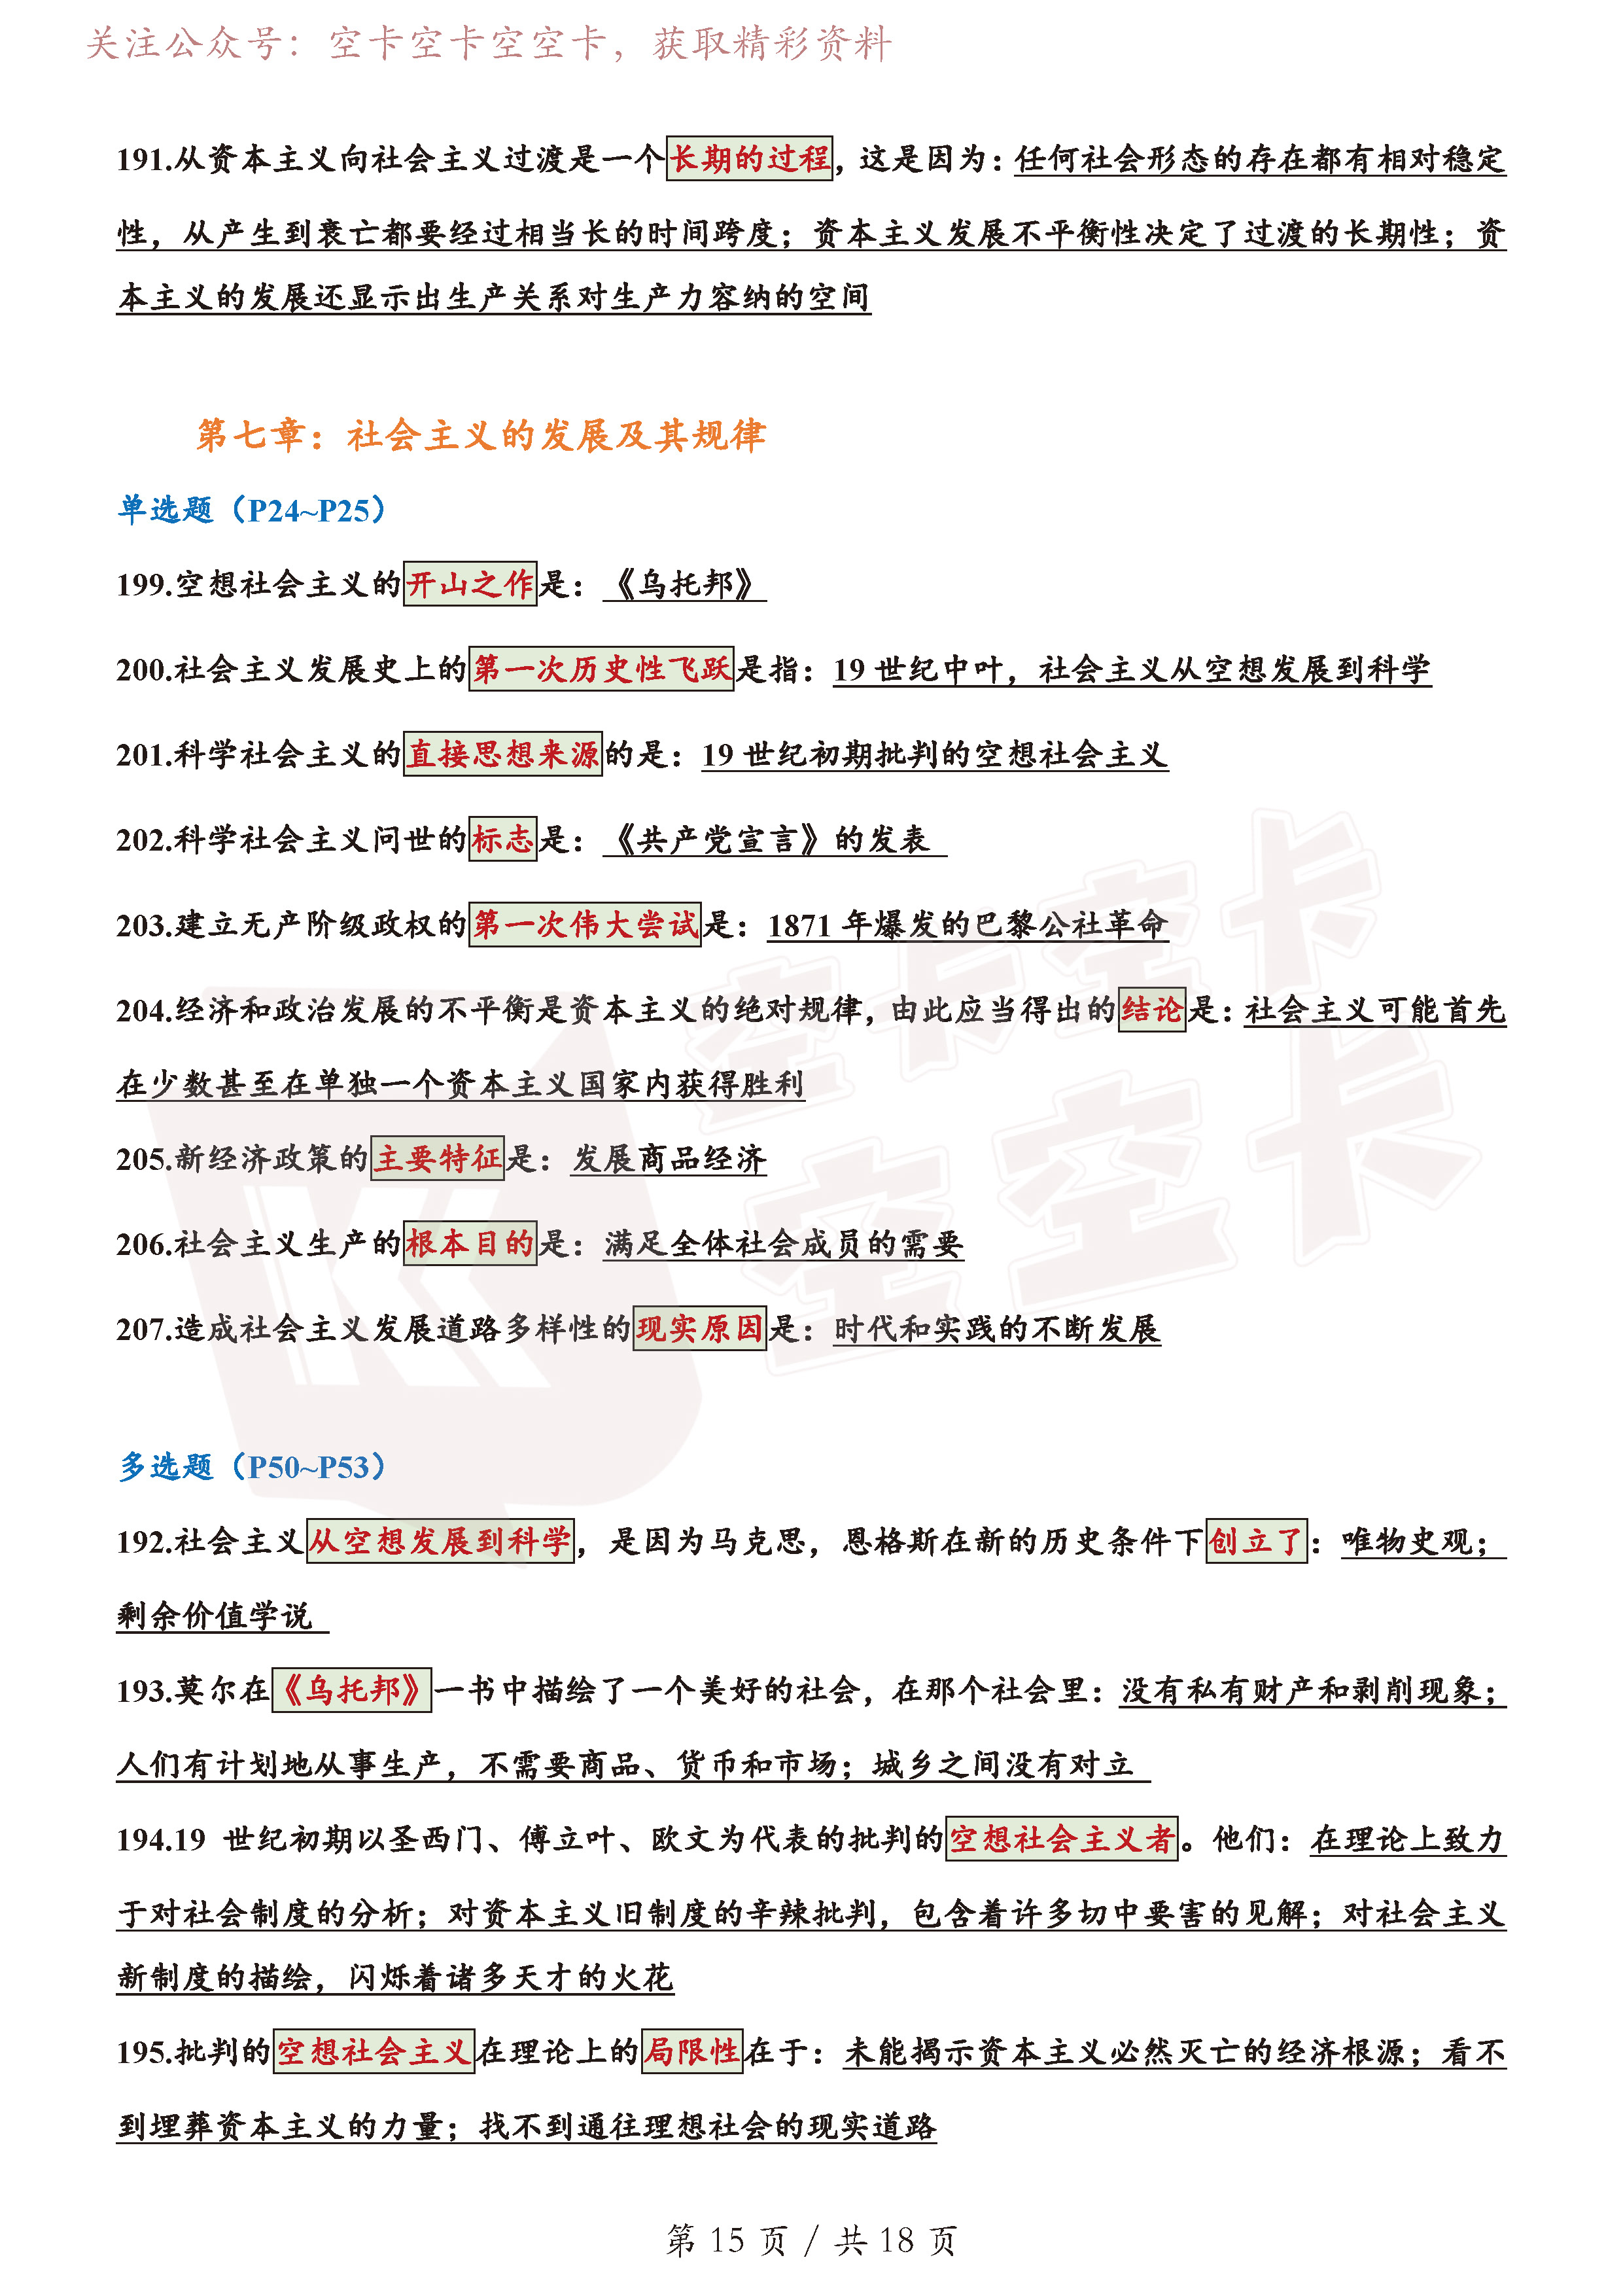 关注公众号：空卡空卡空空卡，获取精彩资料
191.从资本主义向社会主义过渡是一个长期的过程，这是因为：任何社会形态的存在都有相对稳定
性，从产生到衰亡都要经过相当长的时间跨度；资本主义发展不平衡性决定了过渡的长期性；资
本主义的发展还显示出生产关系对生产力容纳的空间
第七章：社会主义的发展及其规律
单选题（P24~P25）
199.空想社会主义的开山之作是：《乌托邦》
200.社会主义发展史上的第一次历史性飞跃是指：19 世纪中叶，社会主义从空想发展到科学
201.科学社会主义的直接思想来源的是：19 世纪初期批判的空想社会主义
202.科学社会主义问世的标志是：《共产党宣言》的发表
203.建立无产阶级政权的第一次伟大尝试是：1871 年爆发的巴黎公社革命
204.经济和政治发展的不平衡是资本主义的绝对规律，由此应当得出的结论是：社会主义可能首先
在少数甚至在单独一个资本主义国家内获得胜利
205.新经济政策的主要特征是：发展商品经济
206.社会主义生产的根本目的是：满足全体社会成员的需要
207.造成社会主义发展道路多样性的现实原因是：时代和实践的不断发展
多选题（P50~P53）
192.社会主义从空想发展到科学，是因为马克思，恩格斯在新的历史条件下创立了：唯物史观；
剩余价值学说
193.莫尔在《乌托邦》一书中描绘了一个美好的社会，在那个社会里：没有私有财产和剥削现象；
人们有计划地从事生产，不需要商品、货币和市场；城乡之间没有对立
194.19 世纪初期以圣西门、傅立叶、欧文为代表的批判的空想社会主义者。他们：在理论上致力
于对社会制度的分析；对资本主义旧制度的辛辣批判，包含着许多切中要害的见解；对社会主义
新制度的描绘，闪烁着诸多天才的火花
195.批判的空想社会主义在理论上的局限性在于：未能揭示资本主义必然灭亡的经济根源；看不
到埋葬资本主义的力量；找不到通往理想社会的现实道路
空卡空卡
空空卡
第 15 页 / 共 18 页